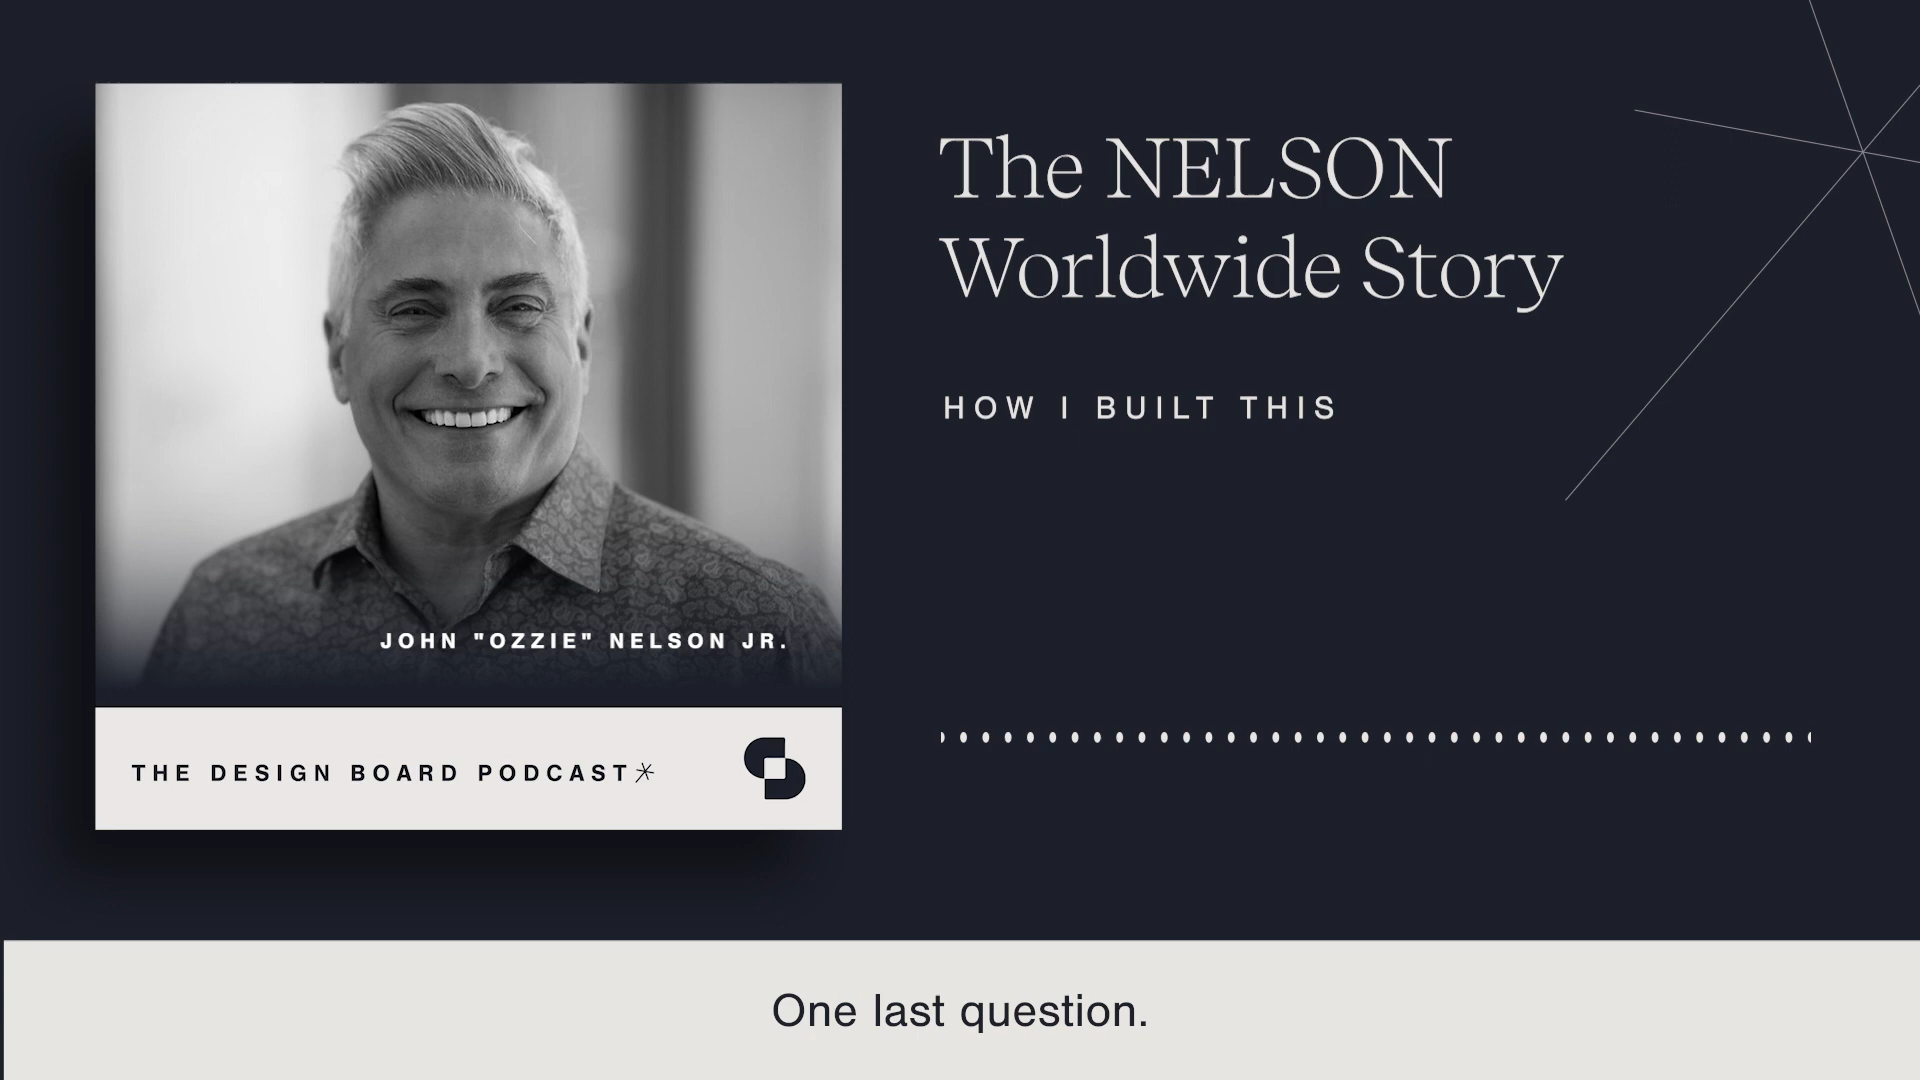 The NELSON
Worldwide Story
HOW I BUILT THIS
JOHN "OZZIE" NELSON JR.
THE DESIGN BOARD PODCAST
One last question.